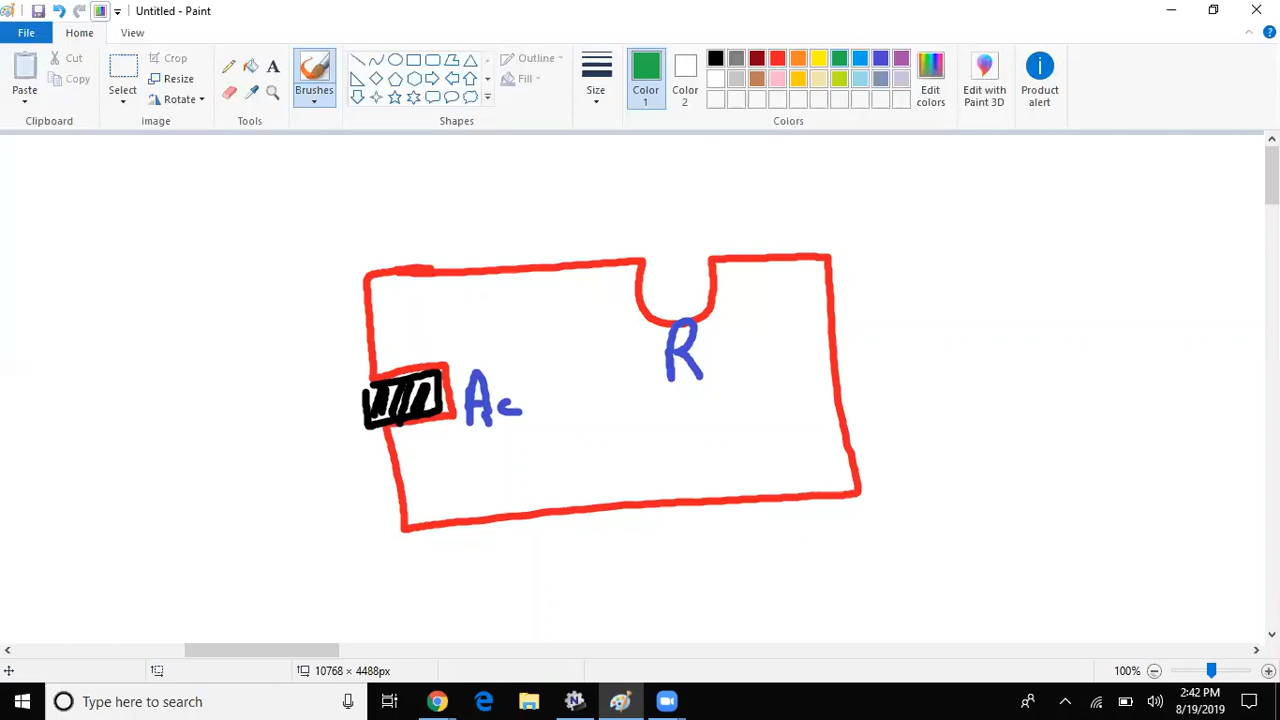 Untitled - Paint
File
Home
View
Paste
Cut
Copy
Clipboard
Select
Crop
Resize
Rotate
Image
A
Tools
Brushes
Outline
Fill
Shapes
Size
Color 1
Color 2
Edit colors
Colors
Edit with Paint 3D
Product alert
R
Ac
10768 × 4488px
100%
Type here to search
2:42 PM
8/19/2019